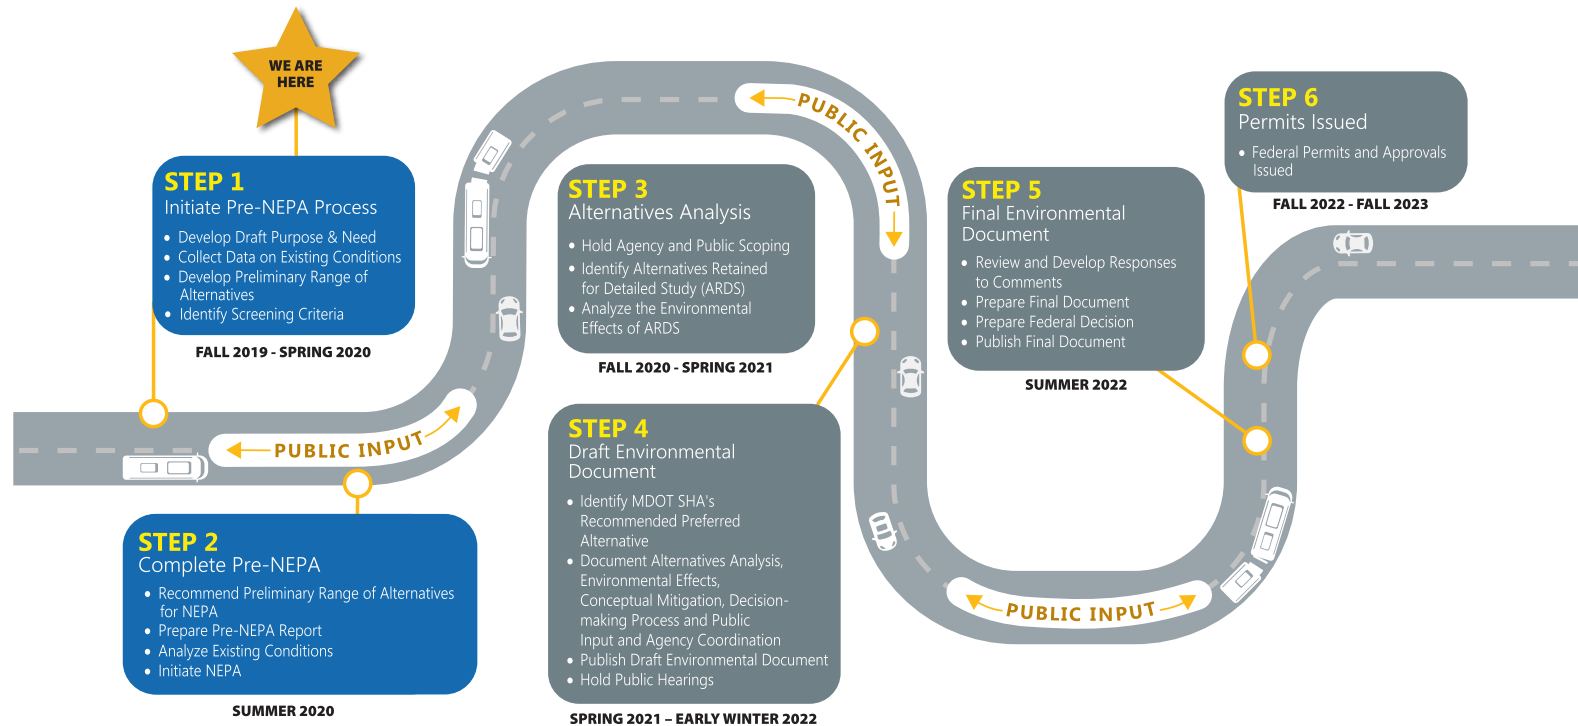 WE ARE
HERE
STEP 1
Initiate Pre-NEPA Process
• Develop Draft Purpose & Need
• Collect Data on Existing Conditions
• Develop Preliminary Range of
Alternatives
• Identify Screening Criteria
FALL 2019 - SPRING 2020
PUBLIC INPUT
STEP 2
Complete Pre-NEPA
• Recommend Preliminary Range of Alternatives
for NEPA
• Prepare Pre-NEPA Report
• Analyze Existing Conditions
• Initiate NEPA
SUMMER 2020
STEP 3
Alternatives Analysis
• Hold Agency and Public Scoping
• Identify Alternatives Retained
for Detailed Study (ARDS)
• Analyze the Environmental
Effects of ARDS
FALL 2020 - SPRING 2021
PUBLIC INPUT
STEP 4
Draft Environmental
Document
• Identify MDOT SHA's
Recommended Preferred
Alternative
• Document Alternatives Analysis,
Environmental Effects,
Conceptual Mitigation, Decision-
making Process and Public
Input and Agency Coordination
• Publish Draft Environmental Document
• Hold Public Hearings
SPRING 2021 – EARLY WINTER 2022
PUBLIC INPUT
STEP 5
Final Environmental
Document
• Review and Develop Responses
to Comments
• Prepare Final Document
• Prepare Federal Decision
• Publish Final Document
SUMMER 2022
STEP 6
Permits Issued
• Federal Permits and Approvals
Issued
FALL 2022 - FALL 2023